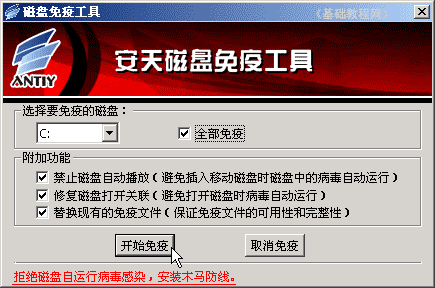 磁盘免疫工具
《基础教程网》
ANTIY
安天磁盘免疫工具
选择要免疫的磁盘：
C:
全部免疫
附加功能
禁止磁盘自动播放（避免插入移动磁盘时磁盘中的病毒自动运行）
修复磁盘打开关联（避免打开磁盘时病毒自动运行）
替换现有的免疫文件（保证免疫文件的可用性和完整性）
开始免疫
取消免疫
拒绝磁盘自运行病毒感染，安装木马防线。